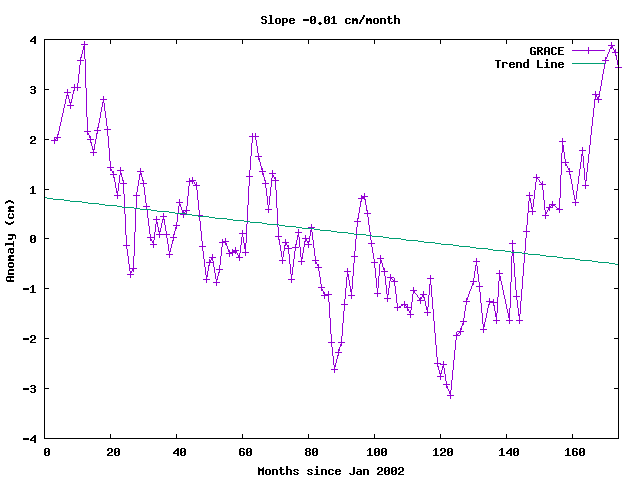 Slope -0.01 cm/month
GRACE
Trend Line
4
3
2
1
0
-1
-2
-3
-4
Anomaly (cm)
0 20 40 60 80 100 120 140 160
Months since Jan 2002